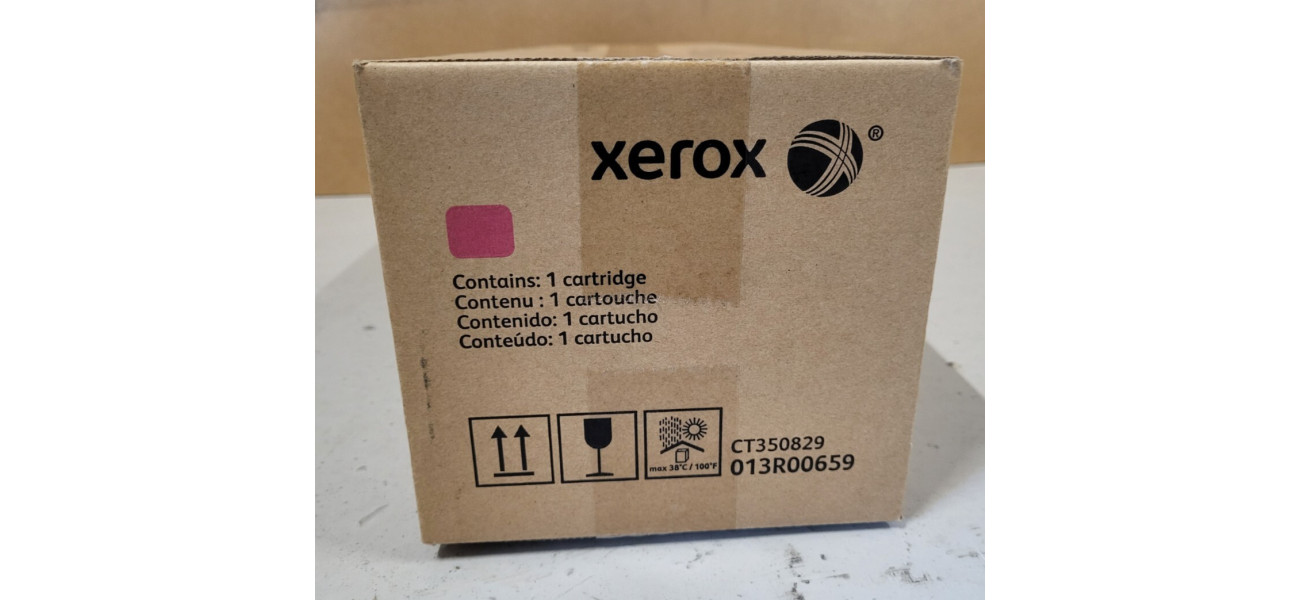 xerox ®
Contains: 1 cartridge
Contenu : 1 cartouche
Contenido: 1 cartucho
Conteúdo: 1 cartucho
max 38°C / 100°F
CT350829
013R00659